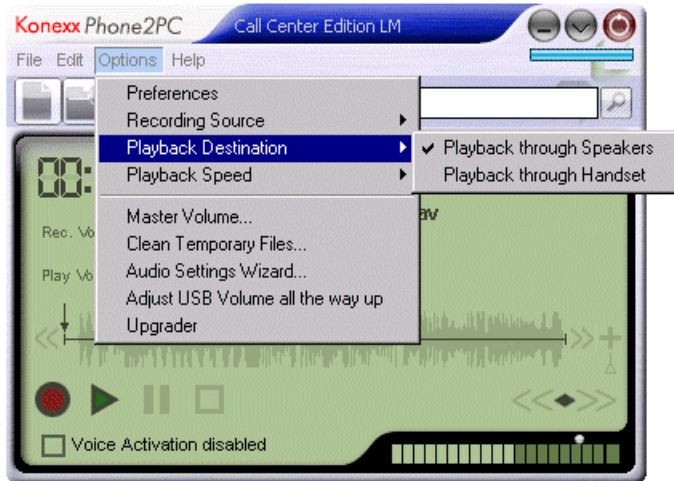 Konexx Phone2PC Call Center Edition LM
File Edit Options Help
Preferences
Recording Source
Playback Destination
Playback through Speakers
Playback through Handset
Playback Speed
00:
av
Master Volume...
Rec. Vo
Clean Temporary Files...
Audio Settings Wizard...
Play Vo
Adjust USB Volume all the way up
Upgrader
Voice Activation disabled